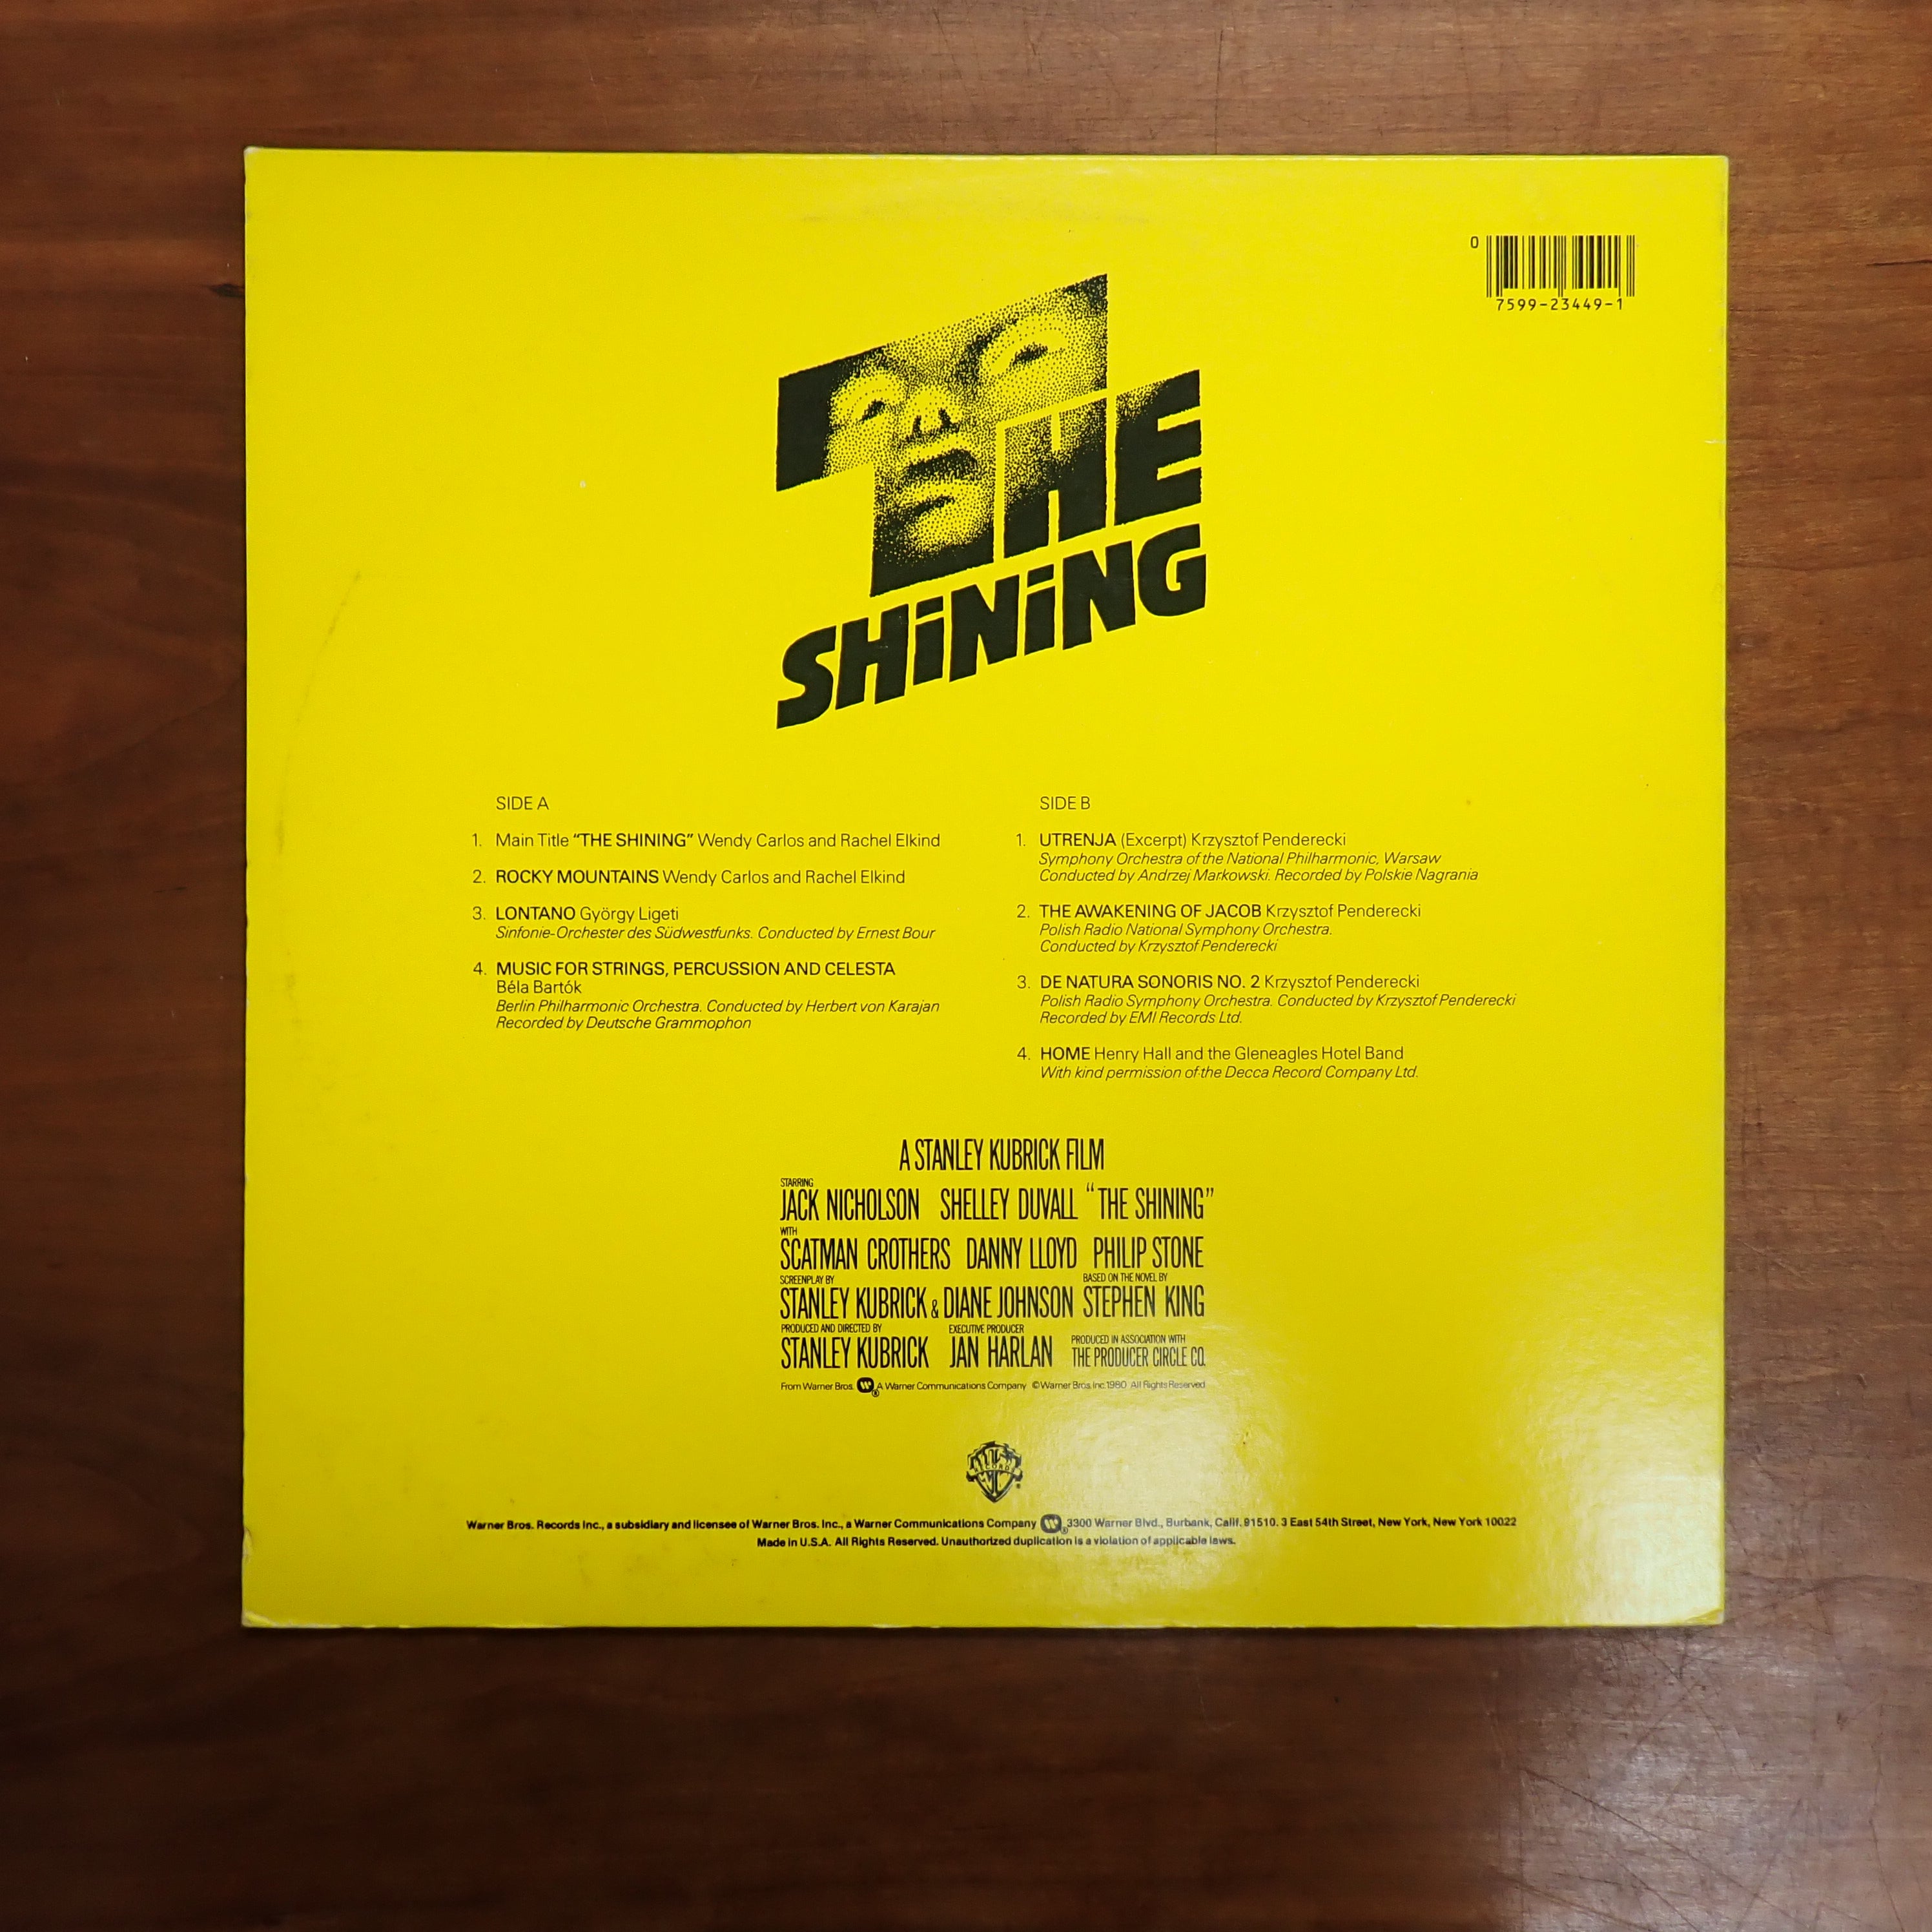 0
7599-23449-1
THE
SHiNiNG
SIDE A
1. Main Title “THE SHINING” Wendy Carlos and Rachel Elkind
2. ROCKY MOUNTAINS Wendy Carlos and Rachel Elkind
3. LONTANO György Ligeti
Sinfonie-Orchester des Südwestfunks. Conducted by Ernest Bour
4. MUSIC FOR STRINGS, PERCUSSION AND CELESTA
Béla Bartók
Berlin Philharmonic Orchestra. Conducted by Herbert von Karajan
Recorded by Deutsche Grammophon
SIDE B
1. UTRENJA (Excerpt) Krzysztof Penderecki
Symphony Orchestra of the National Philharmonic, Warsaw
Conducted by Andrzej Markowski. Recorded by Polskie Nagrania
2. THE AWAKENING OF JACOB Krzysztof Penderecki
Polish Radio National Symphony Orchestra.
Conducted by Krzysztof Penderecki
3. DE NATURA SONORIS NO. 2 Krzysztof Penderecki
Polish Radio Symphony Orchestra. Conducted by Krzysztof Penderecki
Recorded by EMI Records Ltd.
4. HOME Henry Hall and the Gleneagles Hotel Band
With kind permission of the Decca Record Company Ltd.
A STANLEY KUBRICK FILM
STARRING
JACK NICHOLSON SHELLEY DUVALL “THE SHINING”
WITH
SCATMAN CROTHERS DANNY LLOYD PHILIP STONE
SCREENPLAY BY BASED ON THE NOVEL BY
STANLEY KUBRICK & DIANE JOHNSON STEPHEN KING
PRODUCED AND DIRECTED BY EXECUTIVE PRODUCER PRODUCED IN ASSOCIATION WITH
STANLEY KUBRICK JAN HARLAN THE PRODUCER CIRCLE CO.
From Warner Bros. A Warner Communications Company © Warner Bros. Inc. 1980 All Rights Reserved
RECORDS
Warner Bros. Records Inc., a subsidiary and licensee of Warner Bros. Inc., a Warner Communications Company 3300 Warner Blvd., Burbank, Calif. 91510. 3 East 54th Street, New York, New York 10022
Made in U.S.A. All Rights Reserved. Unauthorized duplication is a violation of applicable laws.